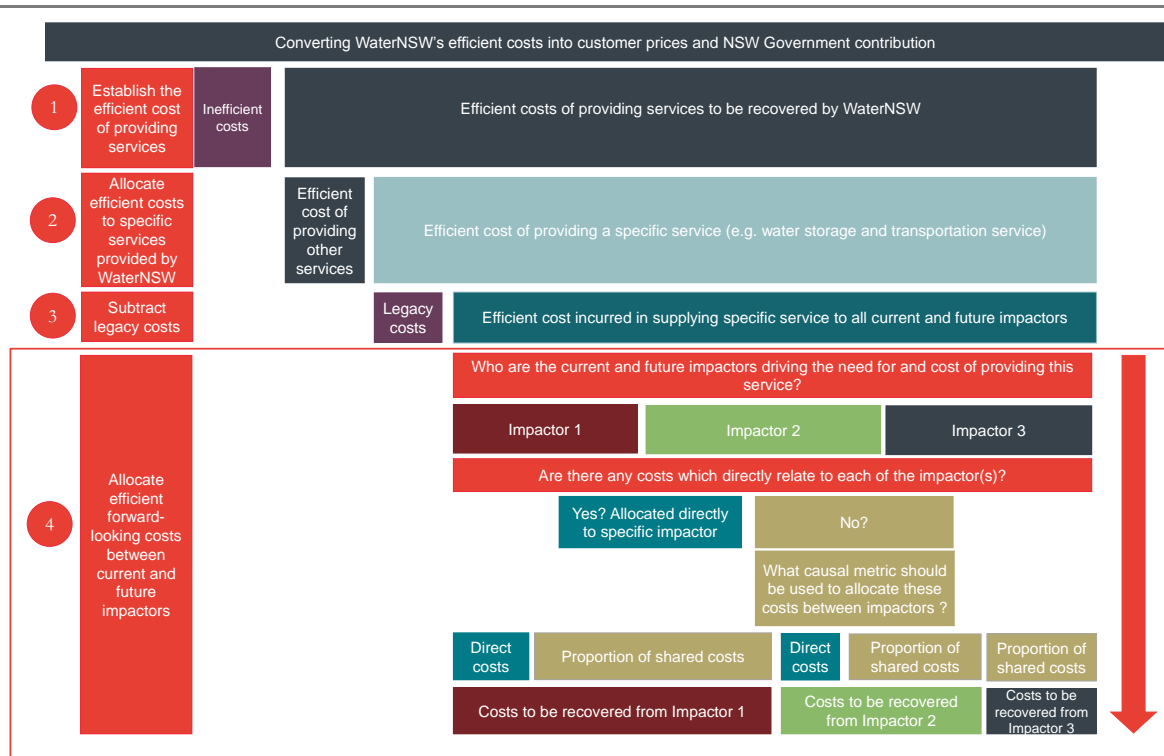 Converting WaterNSW's efficient costs into customer prices and NSW Government contribution
1
Establish the
efficient cost
of providing
services
Inefficient
costs
Efficient costs of providing services to be recovered by WaterNSW
2
Allocate
efficient costs
to specific
services
provided by
WaterNSW
Efficient
cost of
providing
other
services
Efficient cost of providing a specific service (e.g. water storage and transportation service)
3
Subtract
legacy costs
Legacy
costs
Efficient cost incurred in supplying specific service to all current and future impactors
4
Allocate
efficient
forward-
looking costs
between
current and
future
impactors
Who are the current and future impactors driving the need for and cost of providing this
service?
Impactor 1
Impactor 2
Impactor 3
Are there any costs which directly relate to each of the impactor(s)?
Yes? Allocated directly
to specific impactor
No?
What causal metric should
be used to allocate these
costs between impactors ?
Direct
costs
Proportion of shared costs
Direct
costs
Proportion of
shared costs
Proportion of
shared costs
Costs to be recovered from Impactor 1
Costs to be recovered
from Impactor 2
Costs to be
recovered from
Impactor 3